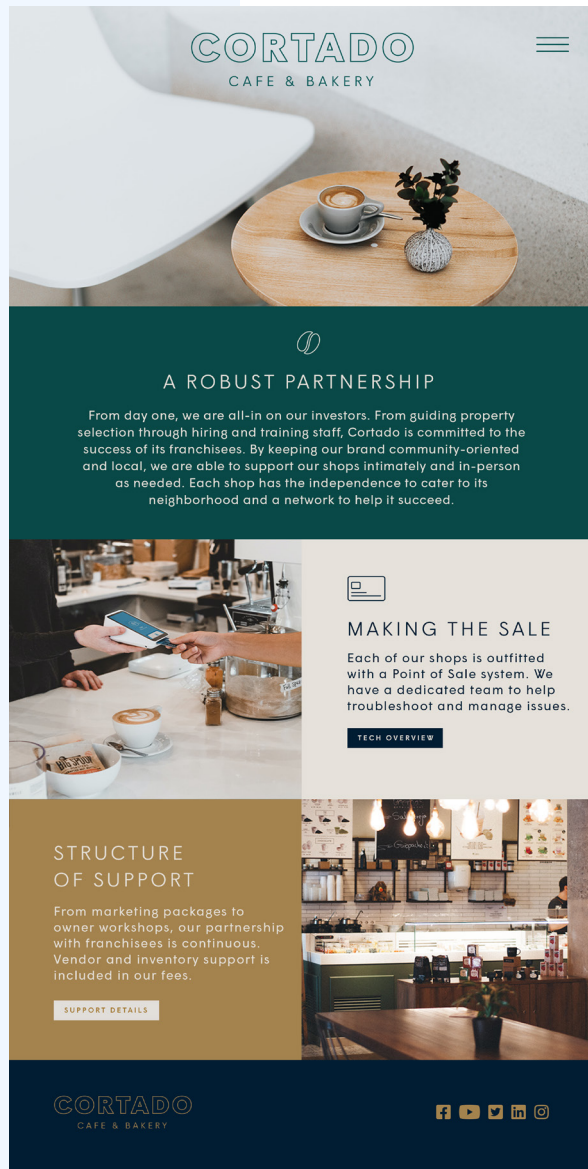 CORTADO
CAFE & BAKERY
A ROBUST PARTNERSHIP
From day one, we are all-in on our investors. From guiding property
selection through hiring and training staff, Cortado is committed to the
success of its franchisees. By keeping our brand community-oriented
and local, we are able to support our shops intimately and in-person
as needed. Each shop has the independence to cater to its
neighborhood and a network to help it succeed.
MAKING THE SALE
Each of our shops is outfitted
with a Point of Sale system. We
have a dedicated team to help
troubleshoot and manage issues.
TECH OVERVIEW
BIG SPOON
STRUCTURE
OF SUPPORT
From marketing packages to
owner workshops, our partnership
with franchisees is continuous.
Vendor and inventory support is
included in our fees.
SUPPORT DETAILS
CORTADO
CAFE & BAKERY